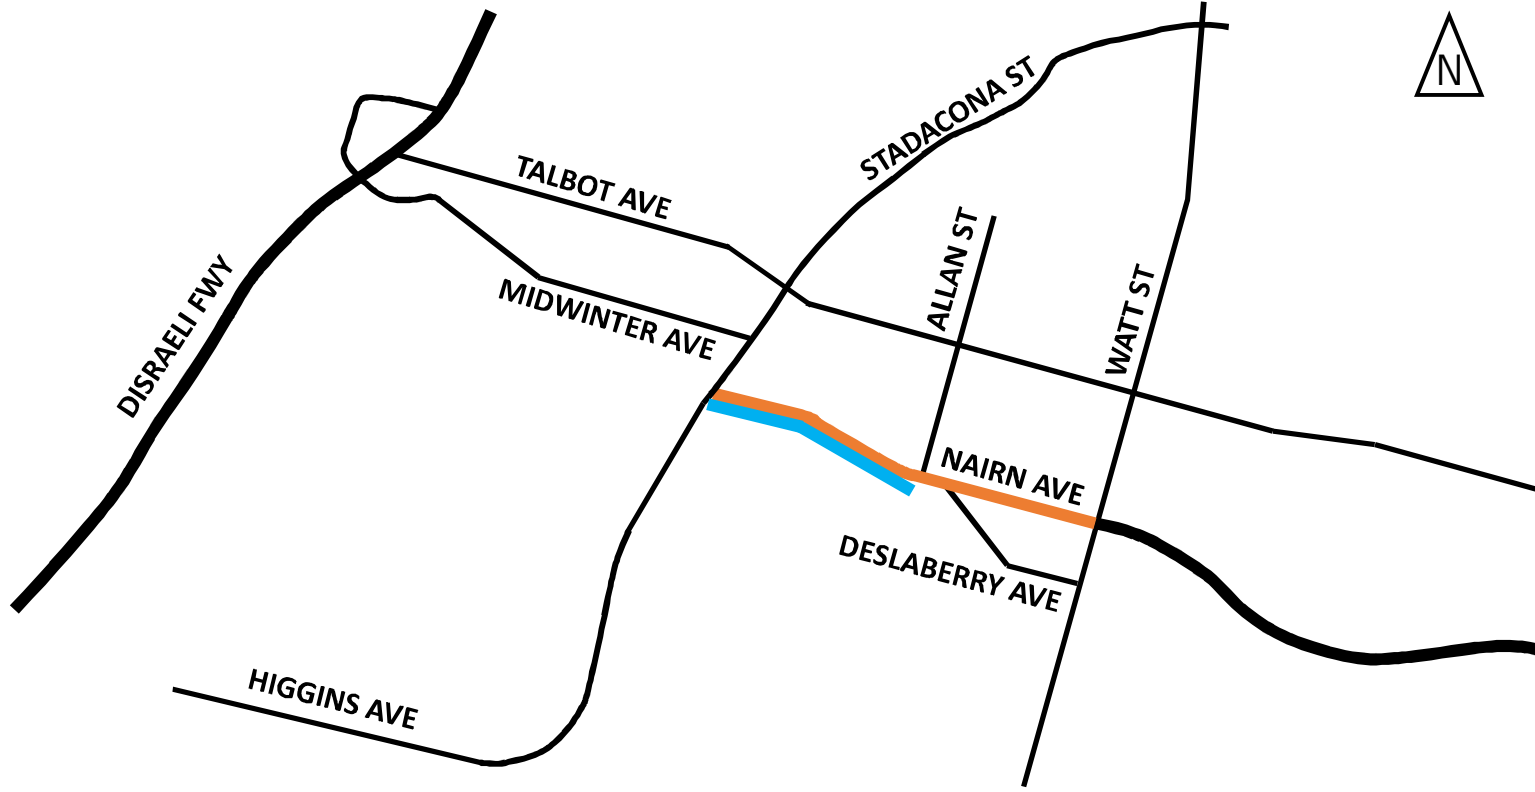 STADACONA ST
N
TALBOT AVE
ALLAN ST
DISRAELI FWY
MIDWINTER AVE
WATT ST
NAIRN AVE
DESLABERRY AVE
HIGGINS AVE